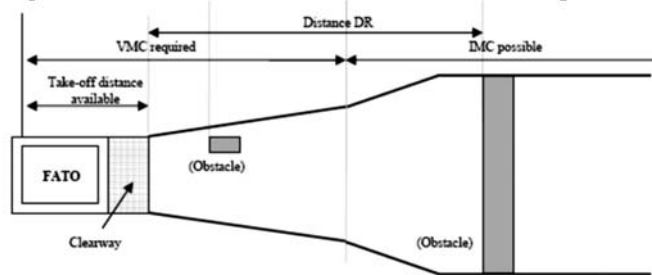 Distance DR
VMC required
IMC possible
Take-off distance
available
(Obstacle)
FATO
Clearway
(Obstacle)